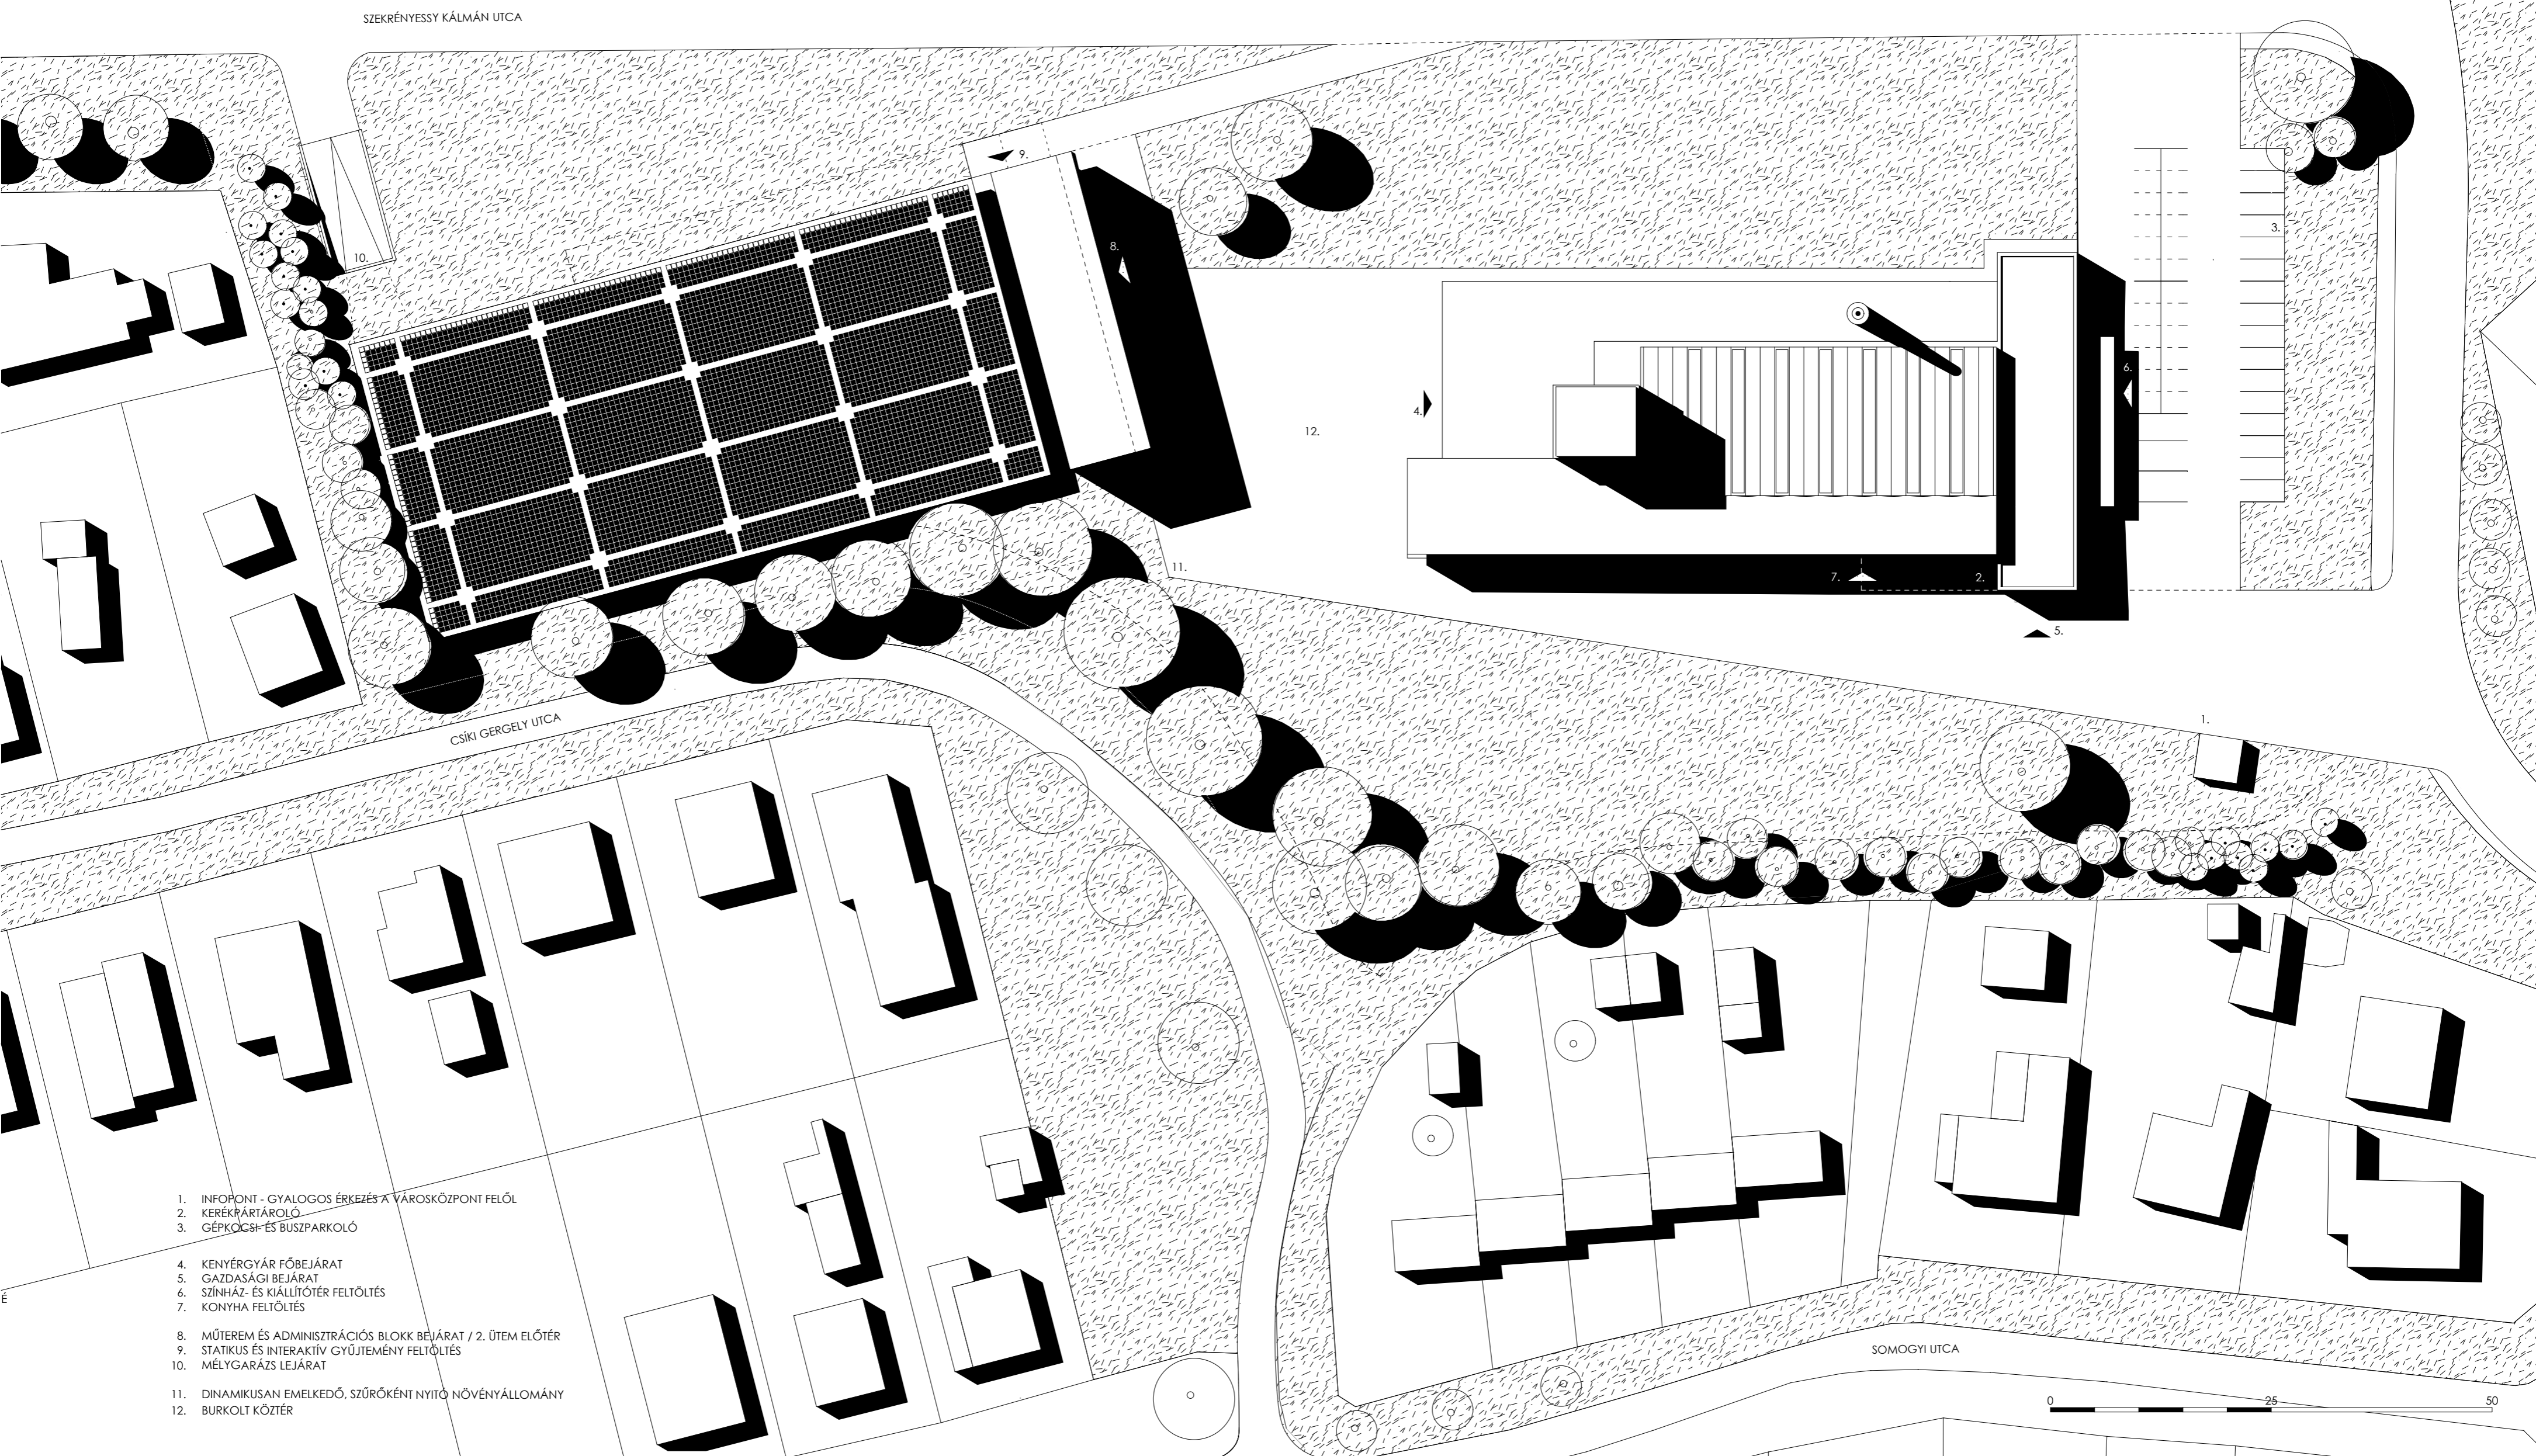 SZEKRÉNYESSY KÁLMÁN UTCA
9.
8.
10.
3.
6.
4.
12.
11.
7.
2.
5.
CSÍKI GERGELY UTCA
1.
1. INFOPONT - GYALOGOS ÉRKEZÉS A VÁROSKÖZPONT FELŐL
2. KERÉKPÁRTÁROLÓ
3. GÉPKOCSI- ÉS BUSZPARKOLÓ
4. KENYÉRGYÁR FŐBEJÁRAT
5. GAZDASÁGI BEJÁRAT
6. SZÍNHÁZ- ÉS KIÁLLÍTÓTÉR FELTÖLTÉS
7. KONYHA FELTÖLTÉS
É
8. MŰTEREM ÉS ADMINISZTRÁCIÓS BLOKK BEJÁRAT / 2. ÜTEM ELŐTÉR
9. STATIKUS ÉS INTERAKTÍV GYŰJTEMÉNY FELTÖLTÉS
10. MÉLYGARÁZS LEJÁRAT
11. DINAMIKUSAN EMELKEDŐ, SZŰRŐKÉNT NYITÓ NÖVÉNYÁLLOMÁNY
12. BURKOLT KÖZTÉR
SOMOGYI UTCA
0 25 50